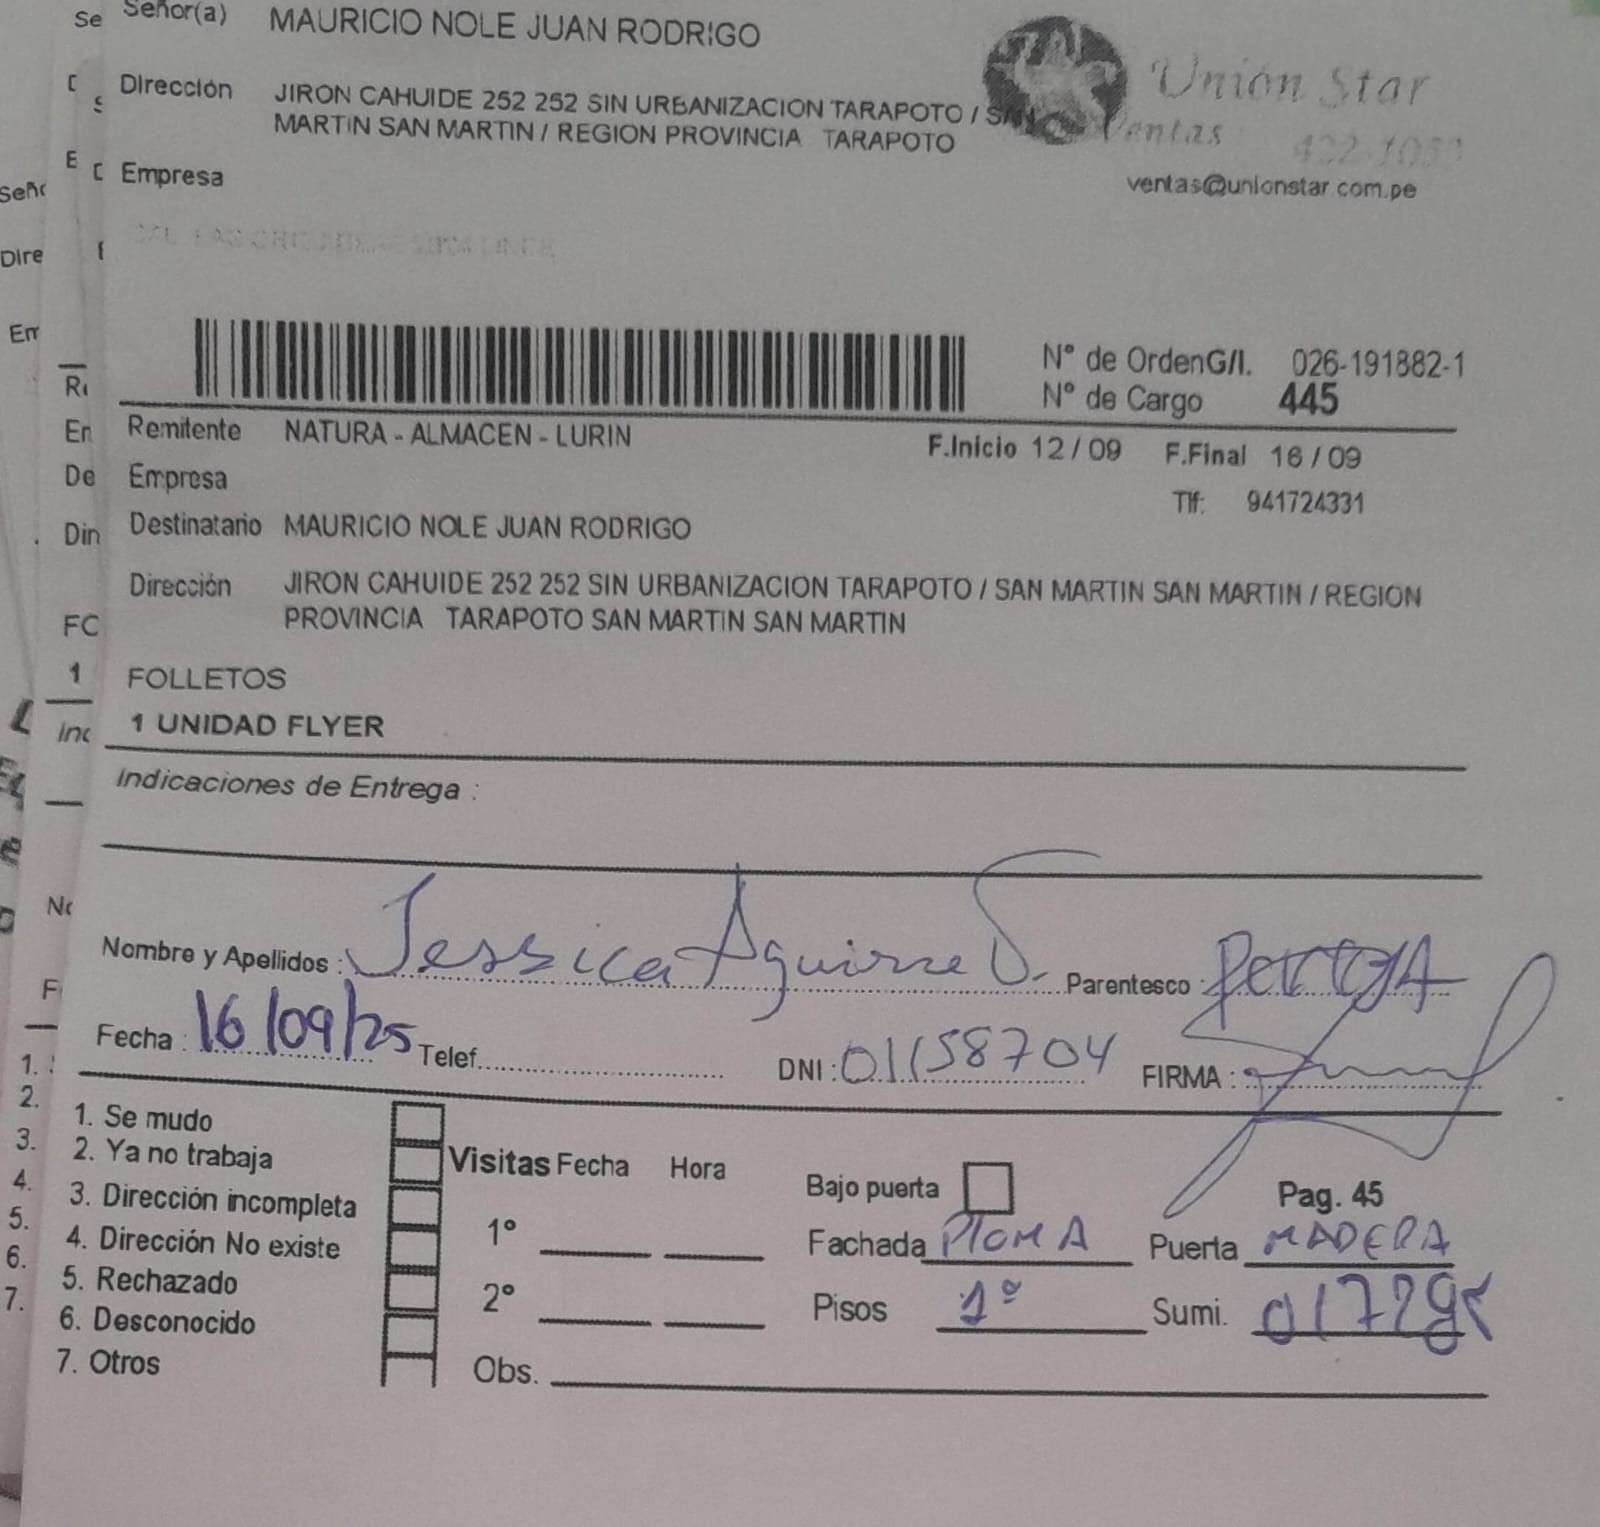 Señor(a) MAURICIO NOLE JUAN RODRIGO
Dirección JIRON CAHUIDE 252 252 SIN URBANIZACION TARAPOTO / SAN
MARTIN SAN MARTIN / REGION PROVINCIA TARAPOTO
Unión Star
Ventas
ventas@unionstar.com.pe
Empresa
N° de OrdenG/I. 026-191882-1
N° de Cargo 445
Remitente NATURA - ALMACEN - LURIN
F.Inicio 12 / 09 F.Final 16 / 09
Empresa
Tlf: 941724331
Destinatario MAURICIO NOLE JUAN RODRIGO
Dirección JIRON CAHUIDE 252 252 SIN URBANIZACION TARAPOTO / SAN MARTIN SAN MARTIN / REGION
PROVINCIA TARAPOTO SAN MARTIN SAN MARTIN
FOLLETOS
1 UNIDAD FLYER
Indicaciones de Entrega :
Nombre y Apellidos : Jessica Aguirre Parentesco :
Fecha : 16/09/25 Telef. DNI : 01158704 FIRMA :
1. Se mudo
2. Ya no trabaja
3. Dirección incompleta
4. Dirección No existe
5. Rechazado
6. Desconocido
7. Otros
Visitas Fecha Hora
1°
2°
Obs.
Bajo puerta
Pag. 45
Fachada PLOMA Puerta MADERA
Pisos 1° Sumi.